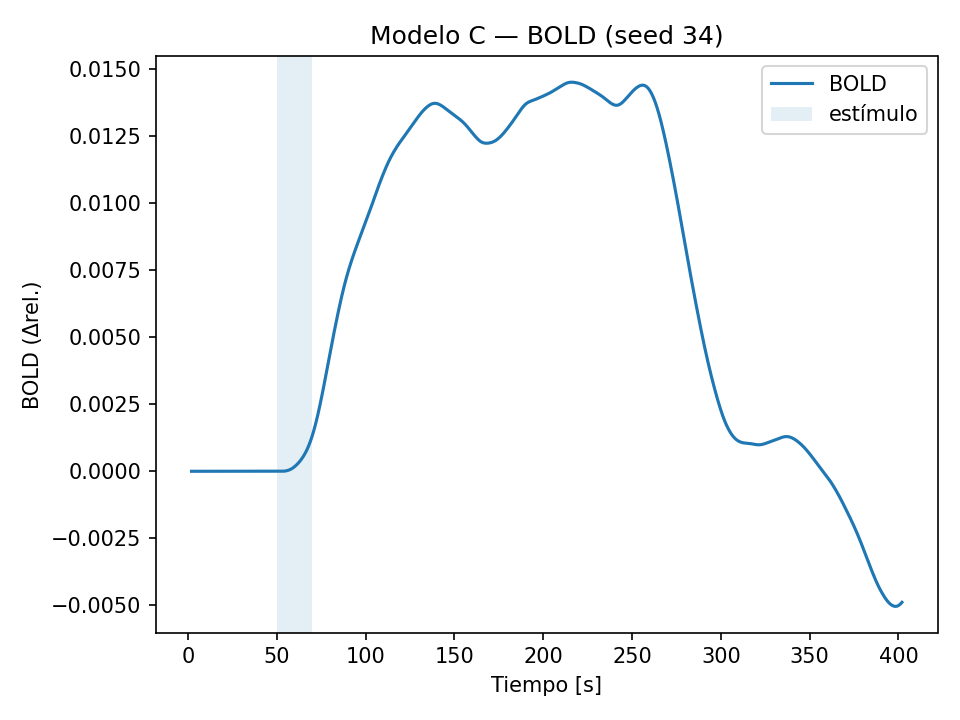 Modelo C — BOLD (seed 34)
BOLD
estímulo
0.0150
0.0125
0.0100
0.0075
0.0050
0.0025
0.0000
−0.0025
−0.0050
BOLD (Δrel.)
0 50 100 150 200 250 300 350 400
Tiempo [s]